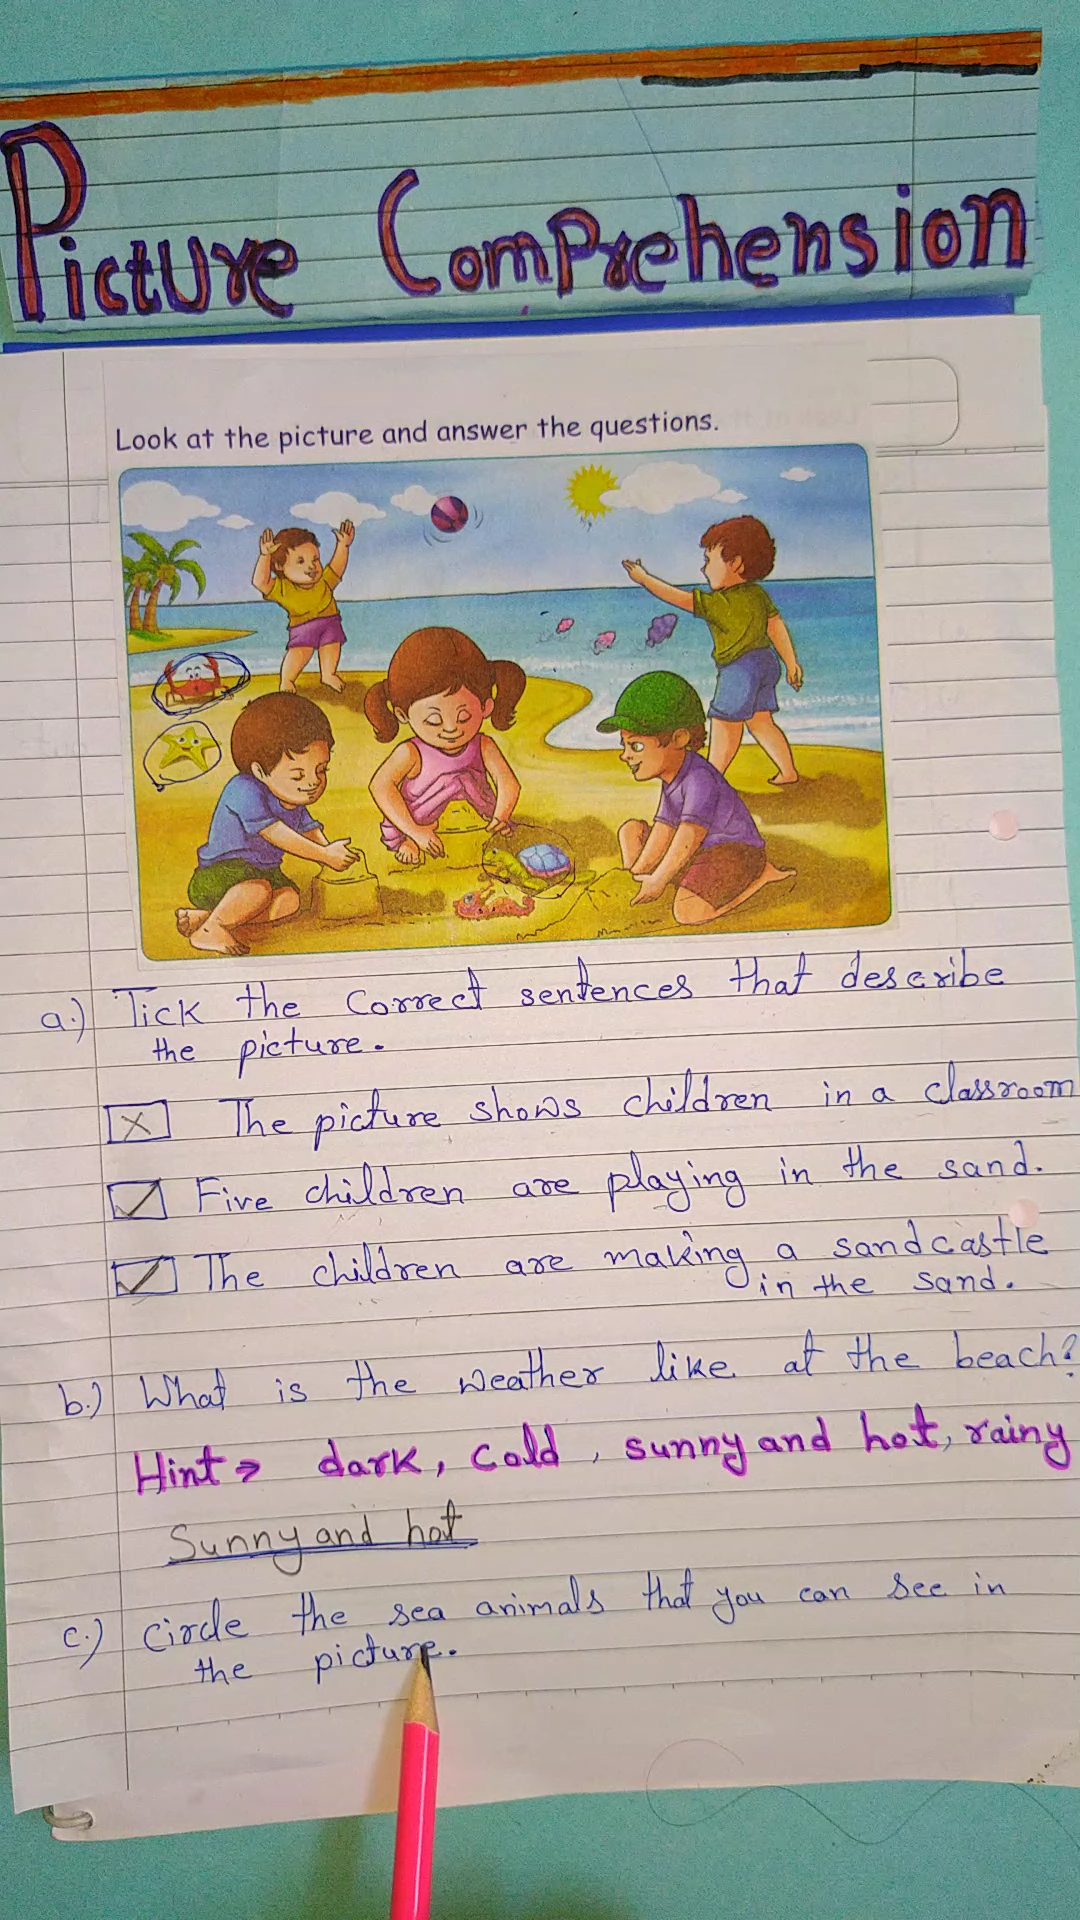 Picture Comprehension
Look at the picture and answer the questions.
a.) Tick the Correct sentences that describe
the picture.
x The picture shows children in a classroom
✓ Five children are playing in the sand.
✓ The children are making a sandcastle
in the sand.
b.) What is the weather like at the beach?
Hint → dark, cold, sunny and hot, rainy
Sunny and hot
c.) Circle the sea animals that you can see in
the picture.